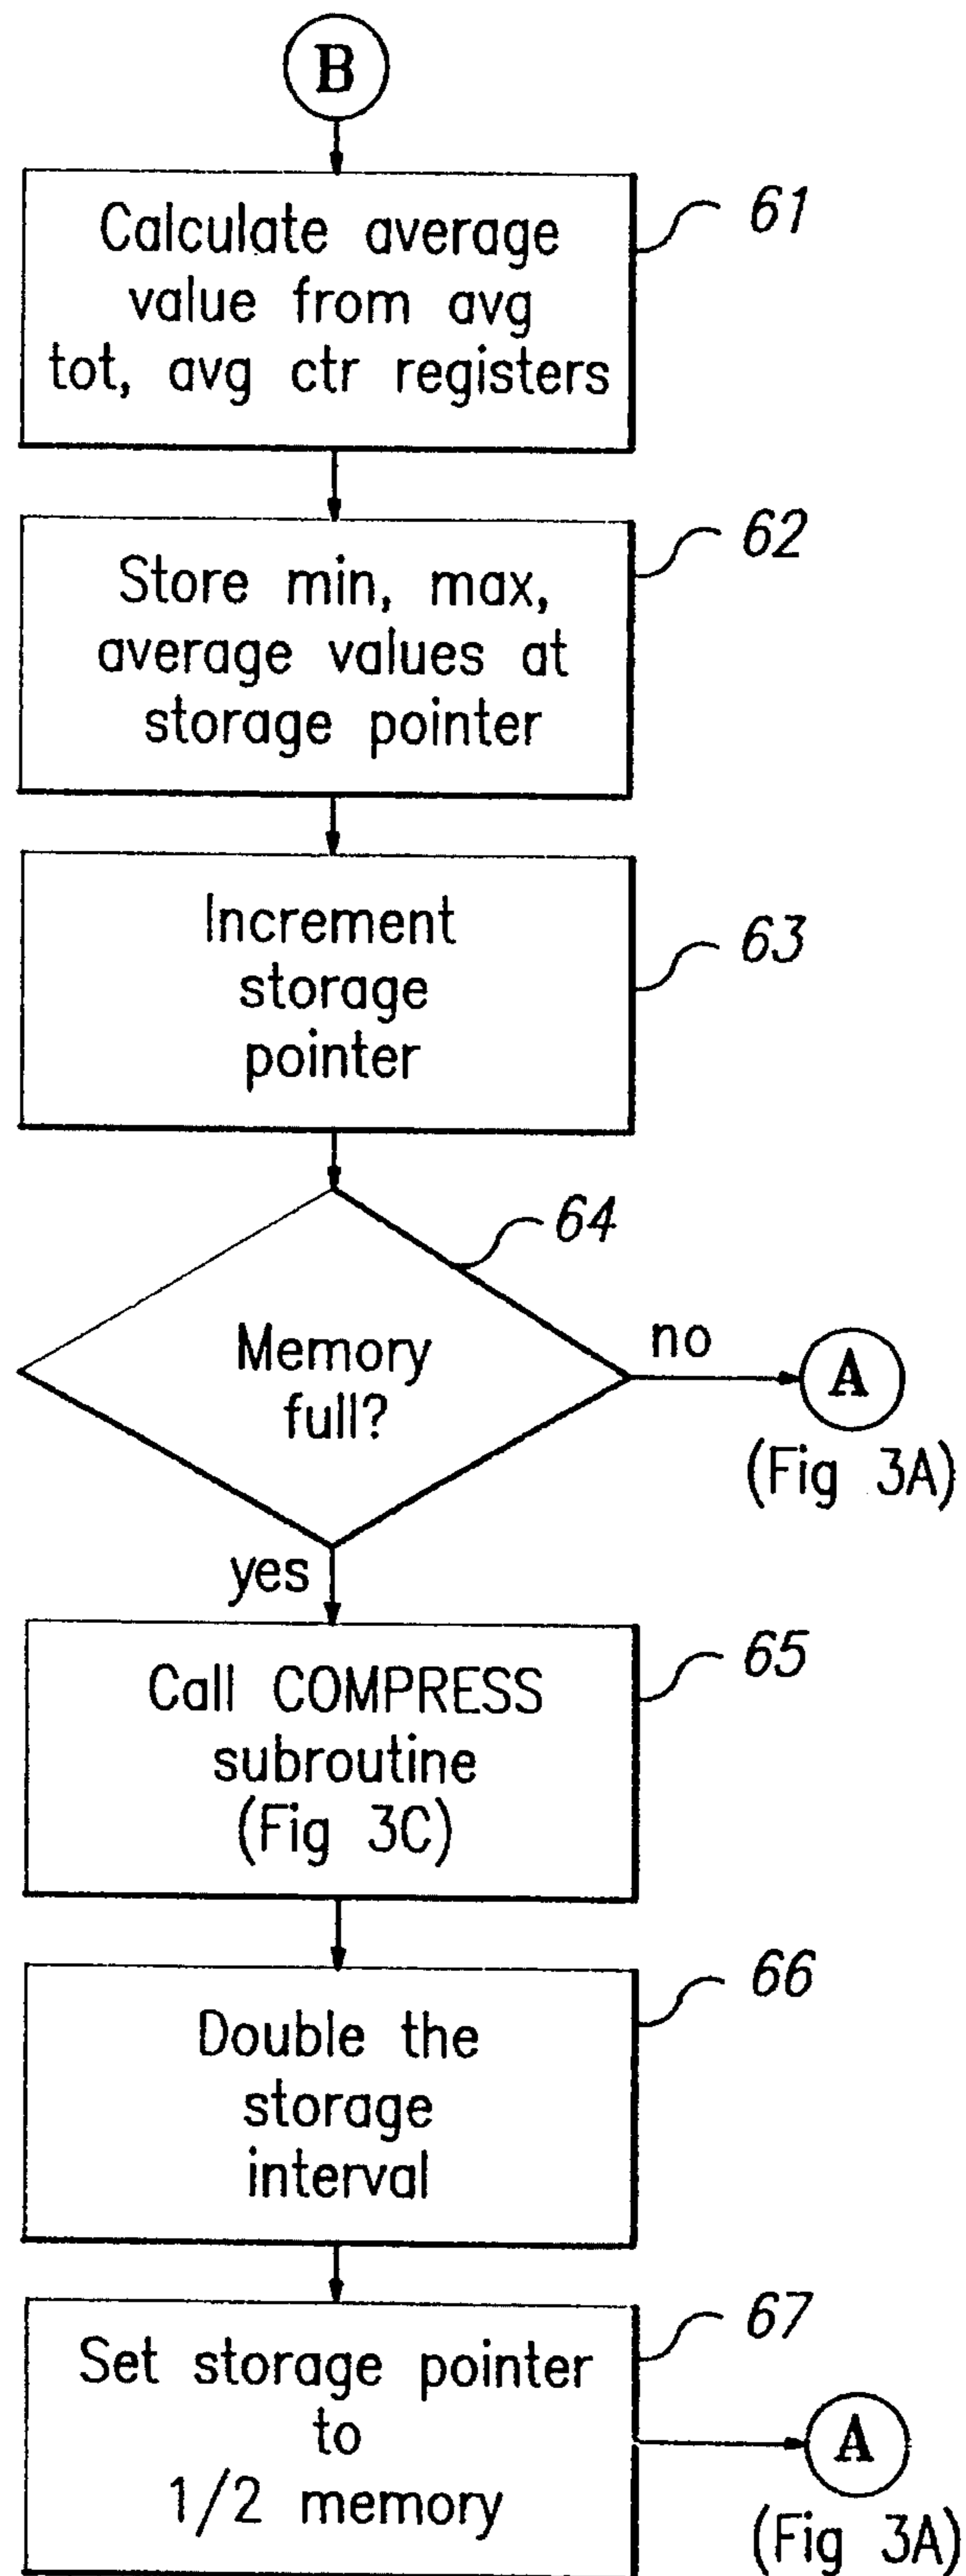 B
Calculate average
value from avg
tot, avg ctr registers
61
Store min, max,
average values at
storage pointer
62
Increment
storage
pointer
63
Memory
full?
64
no
A
(Fig 3A)
yes
Call COMPRESS
subroutine
(Fig 3C)
65
Double the
storage
interval
66
Set storage pointer
to
1/2 memory
67
A
(Fig 3A)